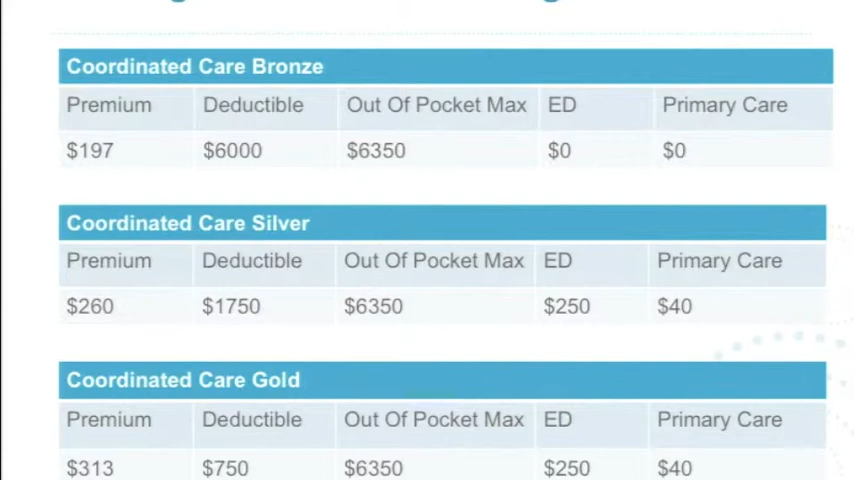 Coordinated Care Bronze
Premium Deductible Out Of Pocket Max ED Primary Care
$197 $6000 $6350 $0 $0
Coordinated Care Silver
Premium Deductible Out Of Pocket Max ED Primary Care
$260 $1750 $6350 $250 $40
Coordinated Care Gold
Premium Deductible Out Of Pocket Max ED Primary Care
$313 $750 $6350 $250 $40